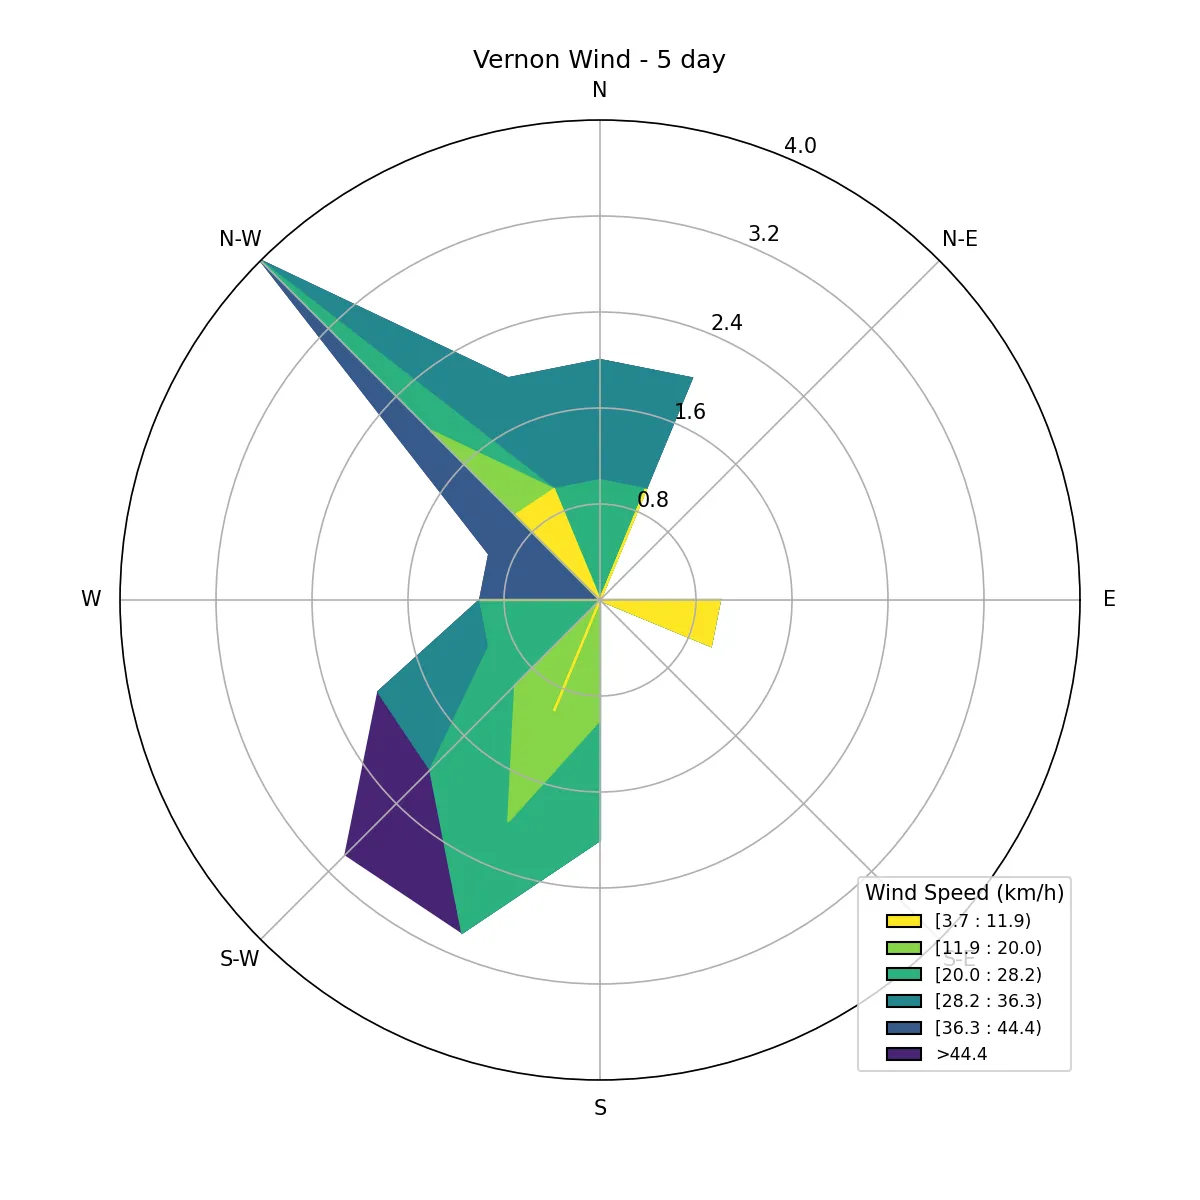 Vernon Wind - 5 day
N
4.0
3.2
N-W
N-E
2.4
1.6
0.8
W
E
Wind Speed (km/h)
[3.7 : 11.9)
[11.9 : 20.0)
S-W
S-E
[20.0 : 28.2)
[28.2 : 36.3)
[36.3 : 44.4)
>44.4
S